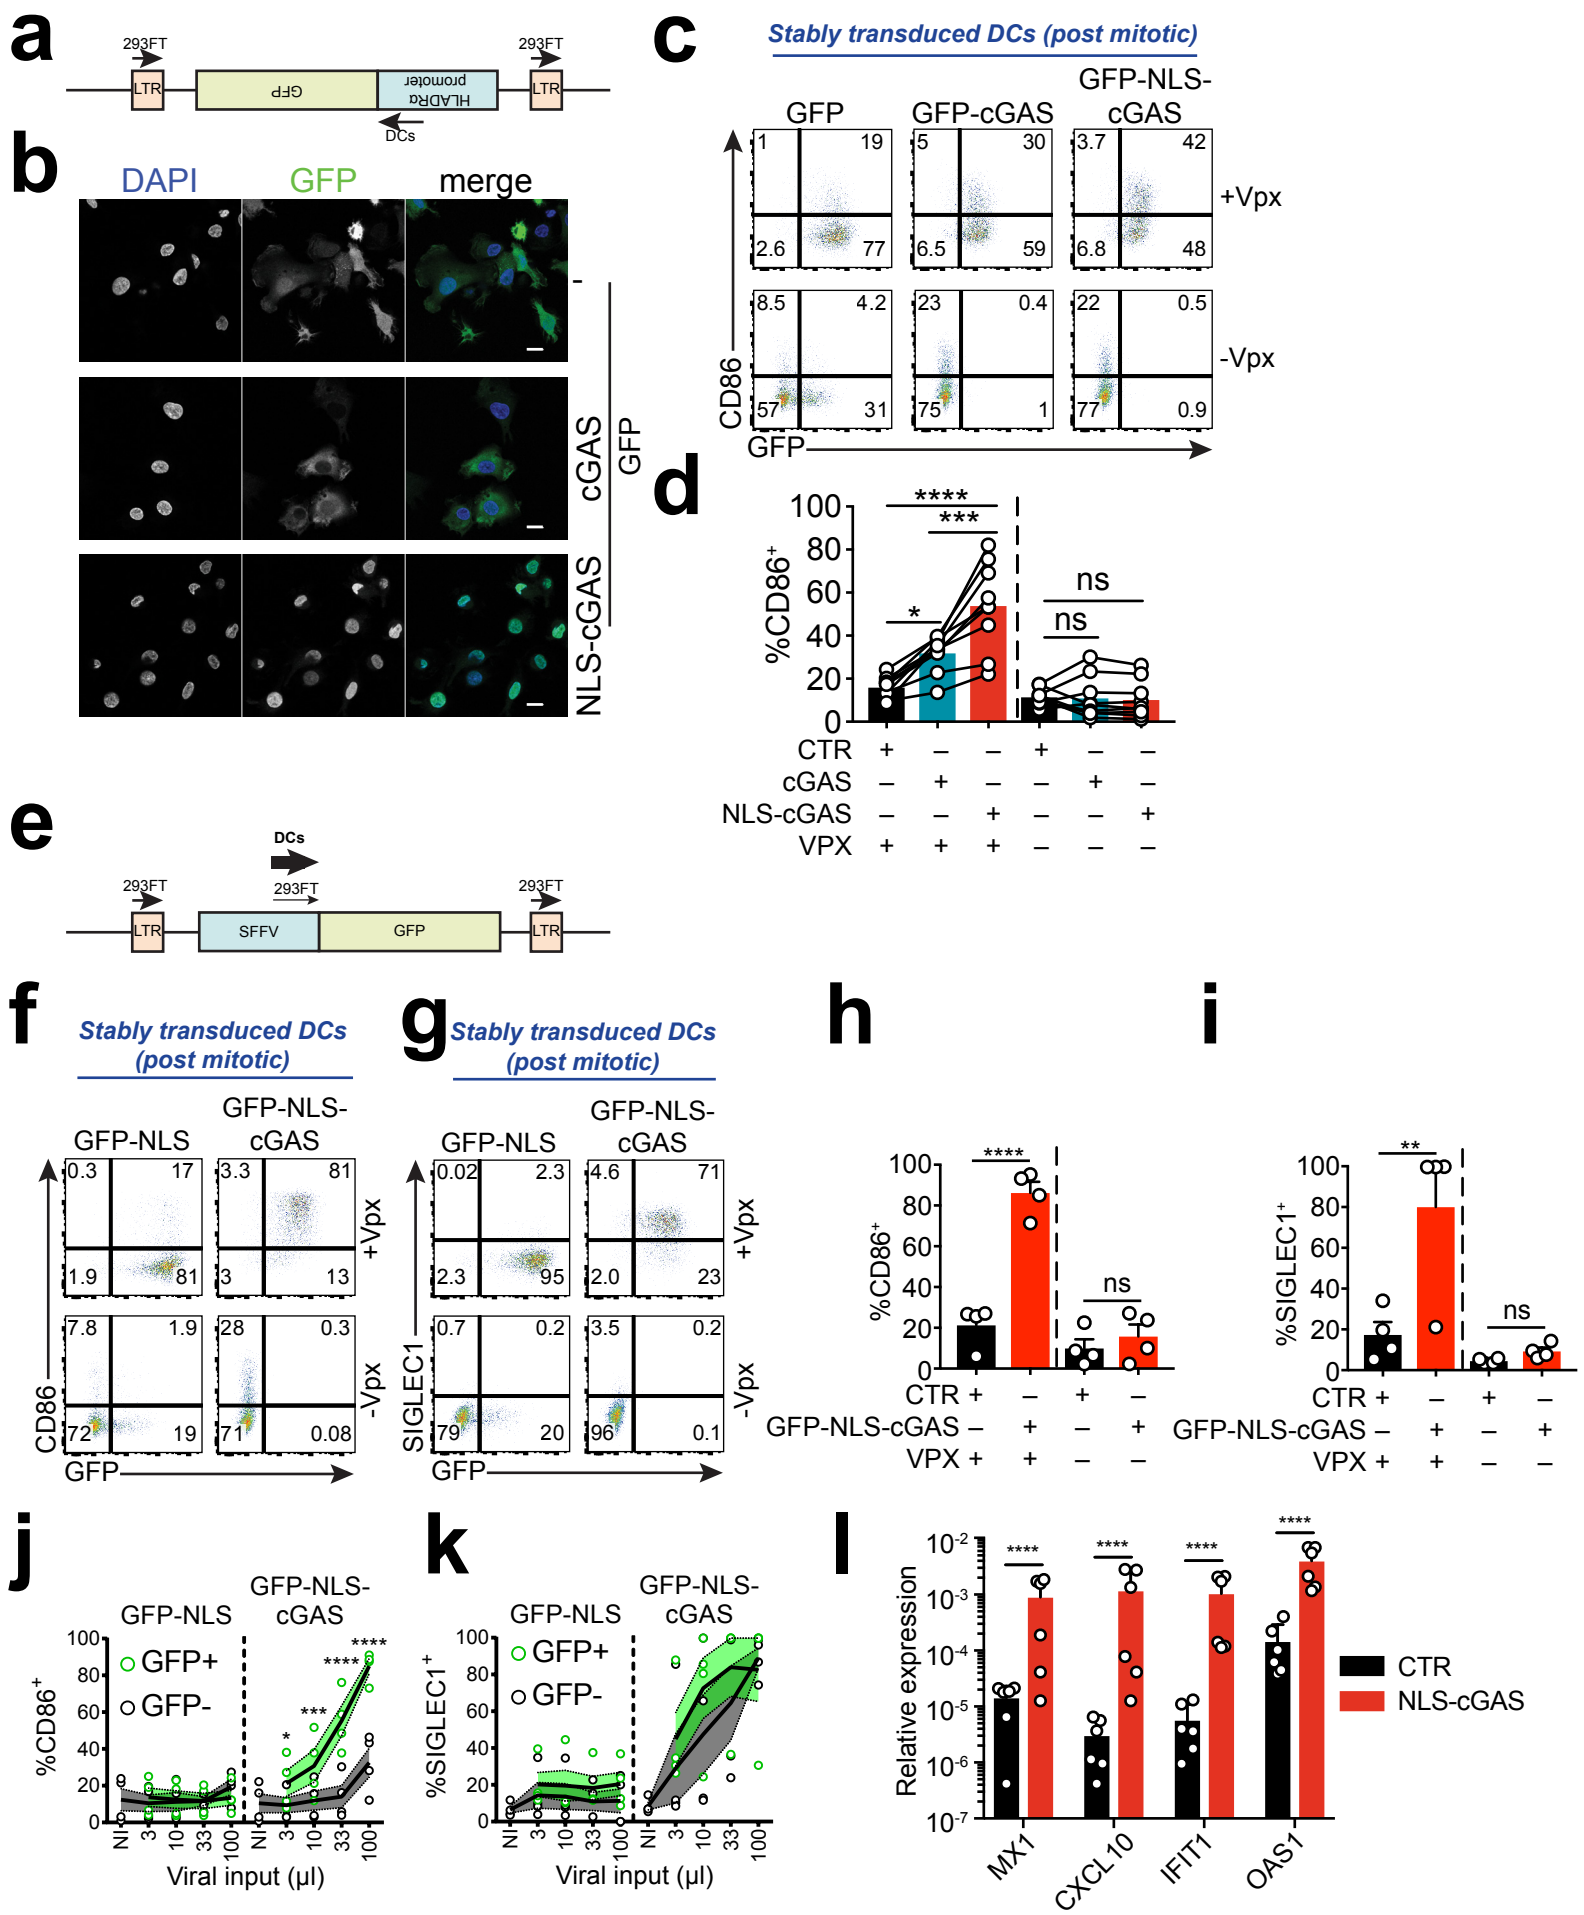 a
293FT
293FT
LTR
GFP
HLADRα
promoter
LTR
DCs
b
DAPI
GFP
merge
-
cGAS
NLS-cGAS
GFP
c
Stably transduced DCs (post mitotic)
GFP
GFP-cGAS
GFP-NLS-
cGAS
1
19
5
30
3.7
42
2.6
77
6.5
59
6.8
48
+Vpx
8.5
4.2
23
0.4
22
0.5
57
31
75
1
77
0.9
-Vpx
CD86
GFP
d
%CD86+
100
80
60
40
20
0
****
***
*
ns
ns
CTR + – – + – –
cGAS – + – – + –
NLS-cGAS – – + – – +
VPX + + + – – –
e
DCs
293FT
293FT
293FT
LTR
SFFV
GFP
LTR
f
Stably transduced DCs
(post mitotic)
GFP-NLS
GFP-NLS-
cGAS
0.3
17
3.3
81
1.9
81
3
13
+Vpx
7.8
1.9
28
0.3
72
19
71
0.08
-Vpx
CD86
GFP
g
Stably transduced DCs
(post mitotic)
GFP-NLS
GFP-NLS-
cGAS
0.02
2.3
4.6
71
2.3
95
2.0
23
+Vpx
0.7
0.2
3.5
0.2
79
20
96
0.1
-Vpx
SIGLEC1
GFP
h
%CD86+
100
80
60
40
20
0
****
ns
CTR + – + –
GFP-NLS-cGAS – + – +
VPX + + – –
i
%SIGLEC1+
100
80
60
40
20
0
**
ns
CTR + – + –
GFP-NLS-cGAS – + – +
VPX + + – –
j
GFP-NLS
GFP-NLS-
cGAS
%CD86+
100
80
60
40
20
0
GFP+
GFP-
*
***
****
****
NI 3 10 33 100 NI 3 10 33 100
Viral input (µl)
k
GFP-NLS
GFP-NLS-
cGAS
%SIGLEC1+
100
80
60
40
20
0
GFP+
GFP-
NI 3 10 33 100 NI 3 10 33 100
Viral input (µl)
l
Relative expression
10-2
10-3
10-4
10-5
10-6
10-7
****
****
****
****
MX1
CXCL10
IFIT1
OAS1
CTR
NLS-cGAS